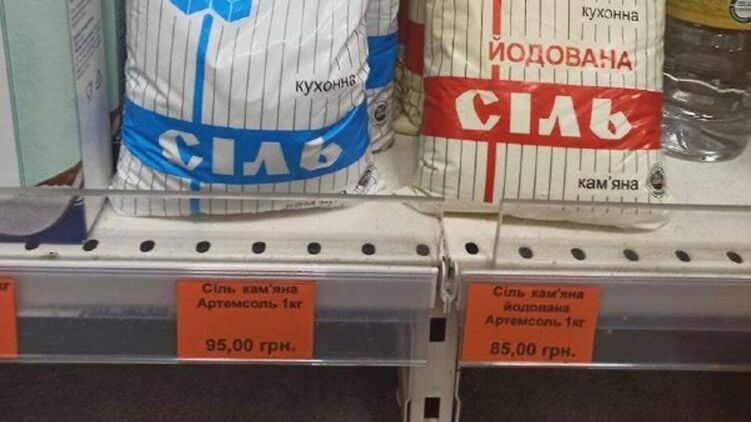 СІЛЬ
кухонна
СІЛЬ
кухонна
ЙОДОВАНА
СІЛЬ
кам'яна
Сіль кам'яна
Артемсоль 1кг
95,00 грн.
Сіль кам'яна
йодована
Артемсоль 1кг
85,00 грн.